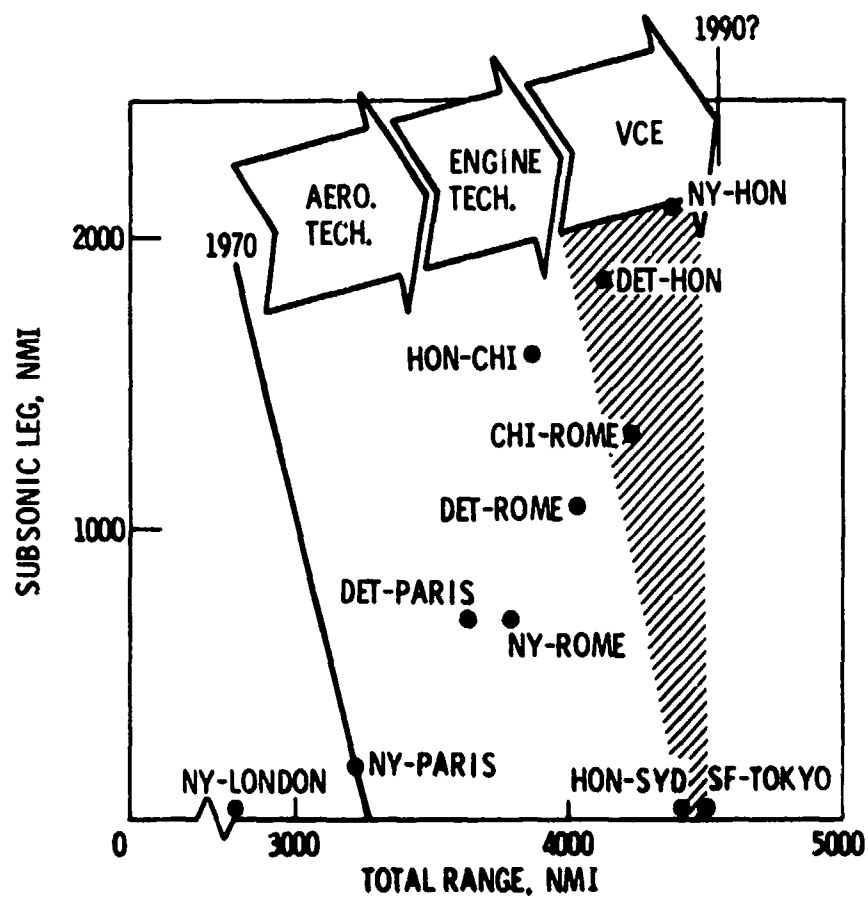 1990?
VCE
ENGINE
TECH.
AERO.
TECH.
NY-HON
2000
1970
DET-HON
HON-CHI
SUBSONIC LEG, NMI
CHI-ROME
DET-ROME
1000
DET-PARIS
NY-ROME
NY-PARIS
NY-LONDON
HON-SYD
SF-TOKYO
0
3000
4000
5000
TOTAL RANGE, NMI